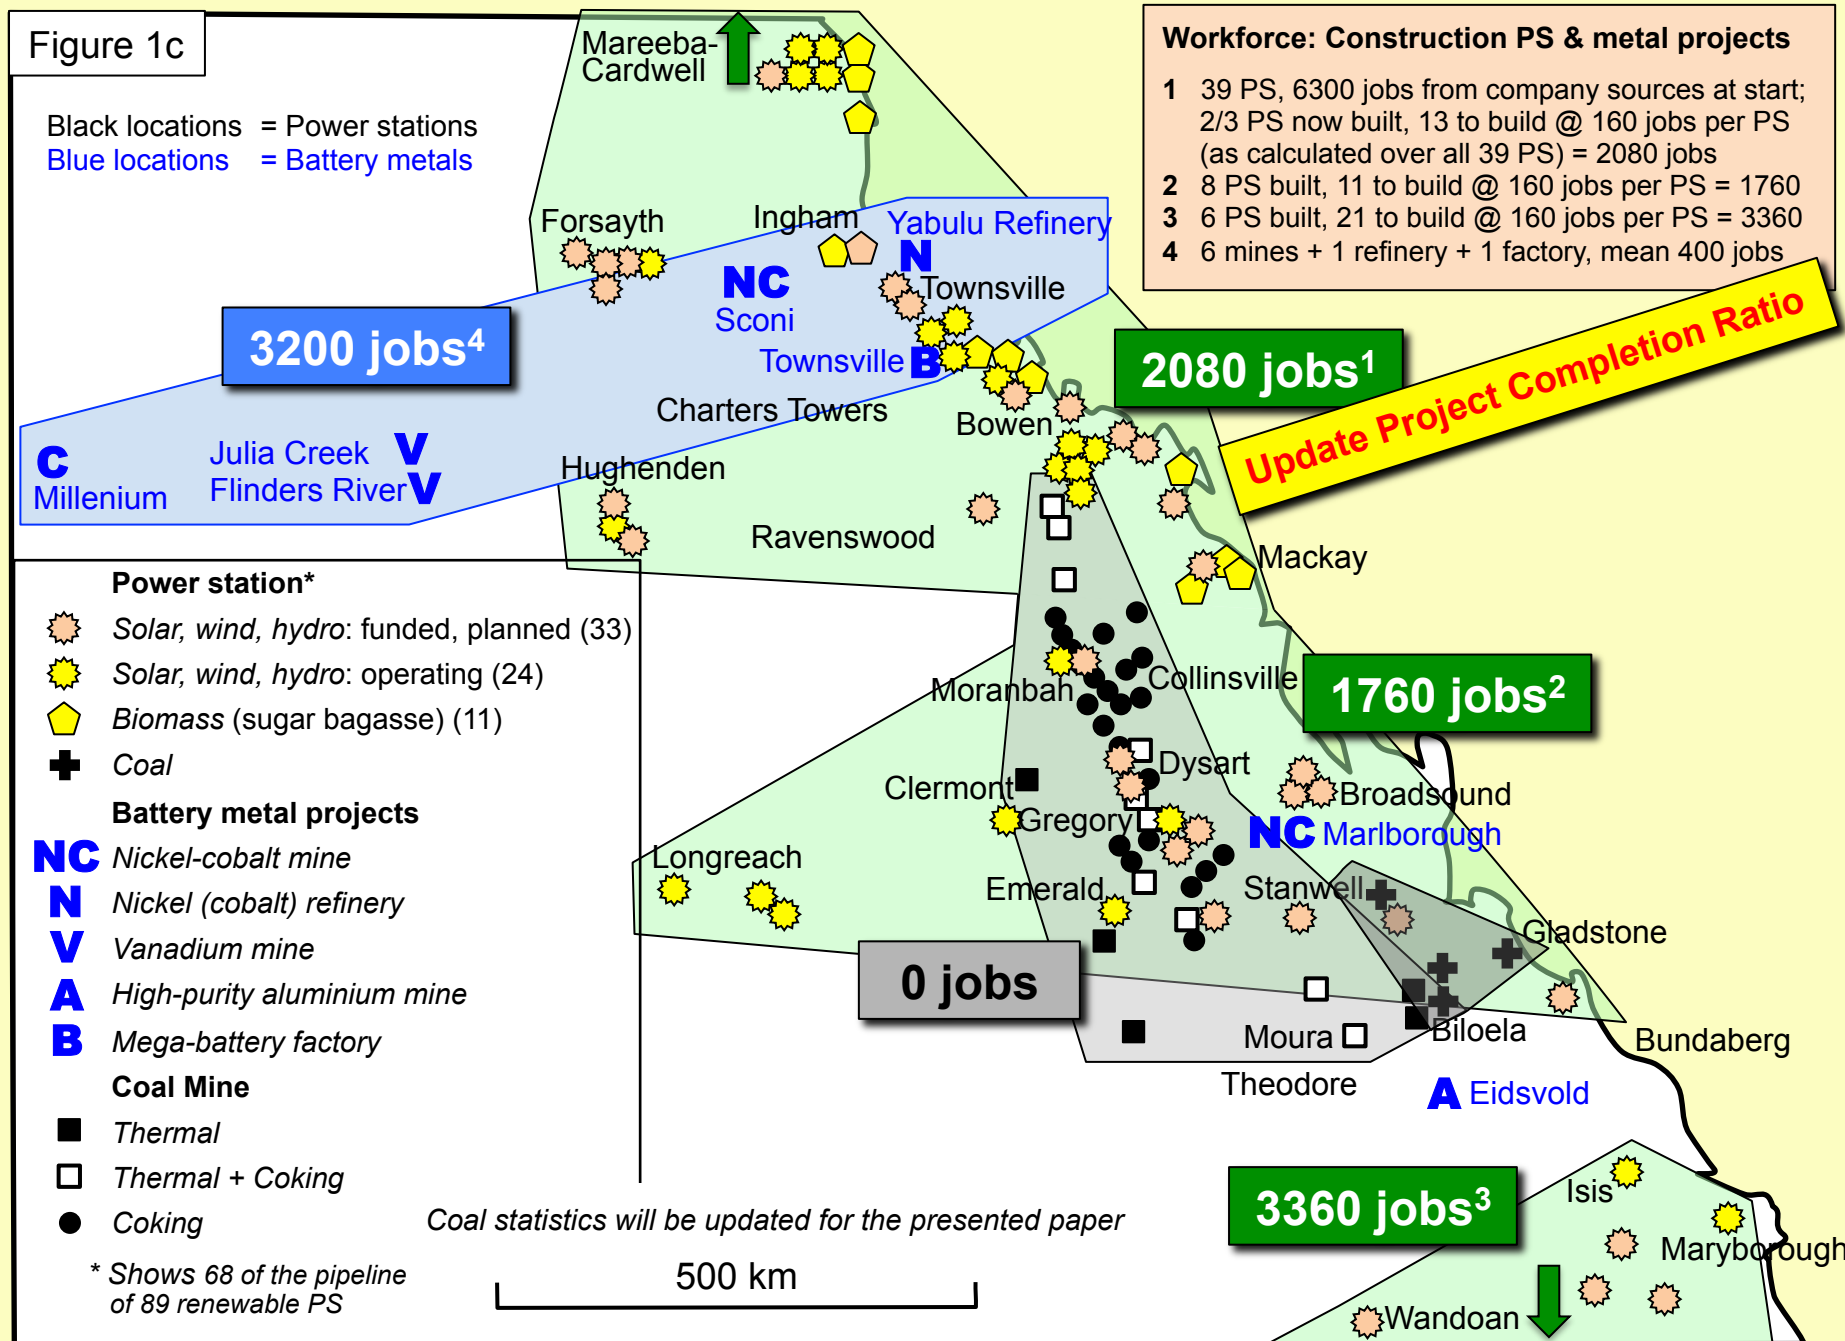 Figure 1c
Black locations = Power stations
Blue locations = Battery metals
Mareeba-
Cardwell
Workforce: Construction PS & metal projects
1 39 PS, 6300 jobs from company sources at start;
2/3 PS now built, 13 to build @ 160 jobs per PS
(as calculated over all 39 PS) = 2080 jobs
2 8 PS built, 11 to build @ 160 jobs per PS = 1760
3 6 PS built, 21 to build @ 160 jobs per PS = 3360
4 6 mines + 1 refinery + 1 factory, mean 400 jobs
Update Project Completion Ratio
Forsayth
Ingham
Yabulu Refinery
N
NC
Sconi
Townsville
3200 jobs4
Townsville B
2080 jobs1
Charters Towers
Bowen
C
Millenium
Julia Creek V
Flinders River V
Hughenden
Ravenswood
Mackay
Moranbah
Collinsville
1760 jobs2
Clermont
Dysart
Broadsound
Gregory
NC Marlborough
Longreach
Emerald
Stanwell
Gladstone
0 jobs
Moura
Biloela
Bundaberg
Theodore
A Eidsvold
3360 jobs3
Isis
Maryborough
Wandoan
Power station*
Solar, wind, hydro: funded, planned (33)
Solar, wind, hydro: operating (24)
Biomass (sugar bagasse) (11)
Coal
Battery metal projects
NC Nickel-cobalt mine
N Nickel (cobalt) refinery
V Vanadium mine
A High-purity aluminium mine
B Mega-battery factory
Coal Mine
Thermal
Thermal + Coking
Coking
* Shows 68 of the pipeline
of 89 renewable PS
Coal statistics will be updated for the presented paper
500 km